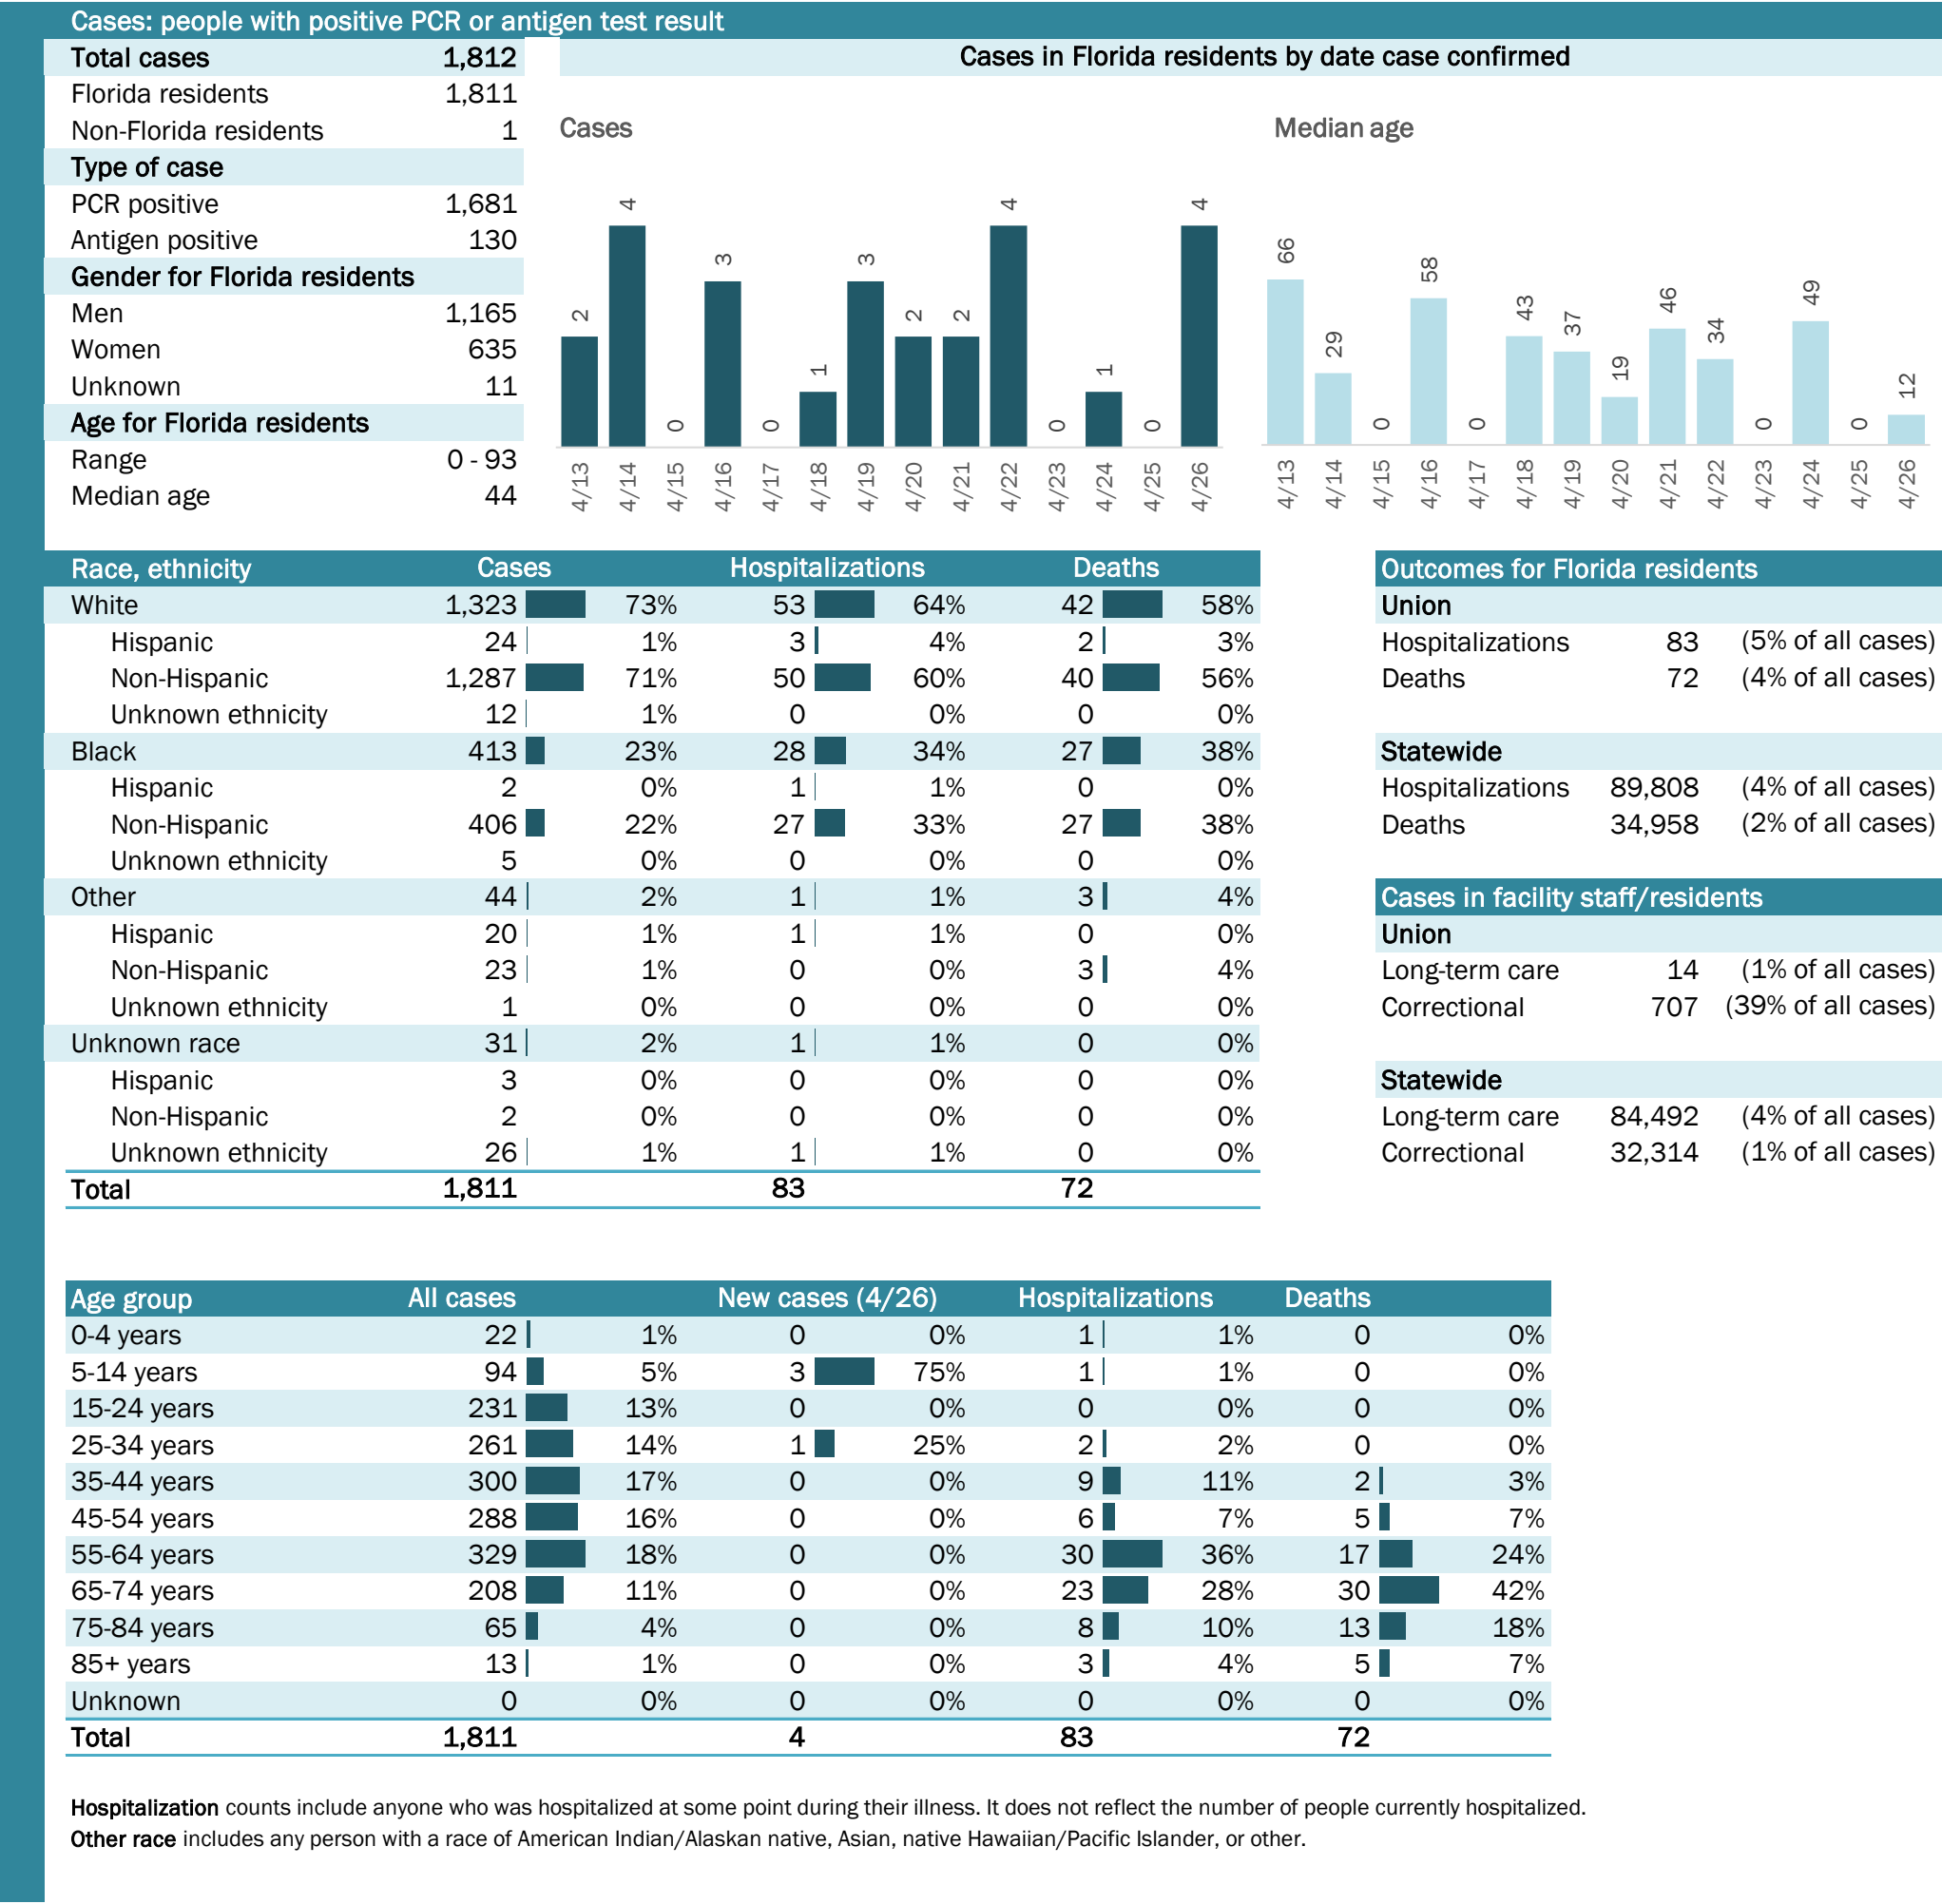 Cases: people with positive PCR or antigen test result
Total cases 1,812
Florida residents 1,811
Non-Florida residents 1
Type of case
PCR positive 1,681
Antigen positive 130
Gender for Florida residents
Men 1,165
Women 635
Unknown 11
Age for Florida residents
Range 0 - 93
Median age 44
Cases in Florida residents by date case confirmed
Cases
2 4 0 3 0 1 3 2 2 4 0 1 0 4
4/13 4/14 4/15 4/16 4/17 4/18 4/19 4/20 4/21 4/22 4/23 4/24 4/25 4/26
Median age
66 29 0 58 0 43 37 19 46 34 0 49 0 12
4/13 4/14 4/15 4/16 4/17 4/18 4/19 4/20 4/21 4/22 4/23 4/24 4/25 4/26
Race, ethnicity Cases Hospitalizations Deaths
White 1,323 73% 53 64% 42 58%
Hispanic 24 1% 3 4% 2 3%
Non-Hispanic 1,287 71% 50 60% 40 56%
Unknown ethnicity 12 1% 0 0% 0 0%
Black 413 23% 28 34% 27 38%
Hispanic 2 0% 1 1% 0 0%
Non-Hispanic 406 22% 27 33% 27 38%
Unknown ethnicity 5 0% 0 0% 0 0%
Other 44 2% 1 1% 3 4%
Hispanic 20 1% 1 1% 0 0%
Non-Hispanic 23 1% 0 0% 3 4%
Unknown ethnicity 1 0% 0 0% 0 0%
Unknown race 31 2% 1 1% 0 0%
Hispanic 3 0% 0 0% 0 0%
Non-Hispanic 2 0% 0 0% 0 0%
Unknown ethnicity 26 1% 1 1% 0 0%
Total 1,811 83 72
Outcomes for Florida residents
Union
Hospitalizations 83 (5% of all cases)
Deaths 72 (4% of all cases)
Statewide
Hospitalizations 89,808 (4% of all cases)
Deaths 34,958 (2% of all cases)
Cases in facility staff/residents
Union
Long-term care 14 (1% of all cases)
Correctional 707 (39% of all cases)
Statewide
Long-term care 84,492 (4% of all cases)
Correctional 32,314 (1% of all cases)
Age group All cases New cases (4/26) Hospitalizations Deaths
0-4 years 22 1% 0 0% 1 1% 0 0%
5-14 years 94 5% 3 75% 1 1% 0 0%
15-24 years 231 13% 0 0% 0 0% 0 0%
25-34 years 261 14% 1 25% 2 2% 0 0%
35-44 years 300 17% 0 0% 9 11% 2 3%
45-54 years 288 16% 0 0% 6 7% 5 7%
55-64 years 329 18% 0 0% 30 36% 17 24%
65-74 years 208 11% 0 0% 23 28% 30 42%
75-84 years 65 4% 0 0% 8 10% 13 18%
85+ years 13 1% 0 0% 3 4% 5 7%
Unknown 0 0% 0 0% 0 0% 0 0%
Total 1,811 4 83 72
Hospitalization counts include anyone who was hospitalized at some point during their illness. It does not reflect the number of people currently hospitalized.
Other race includes any person with a race of American Indian/Alaskan native, Asian, native Hawaiian/Pacific Islander, or other.